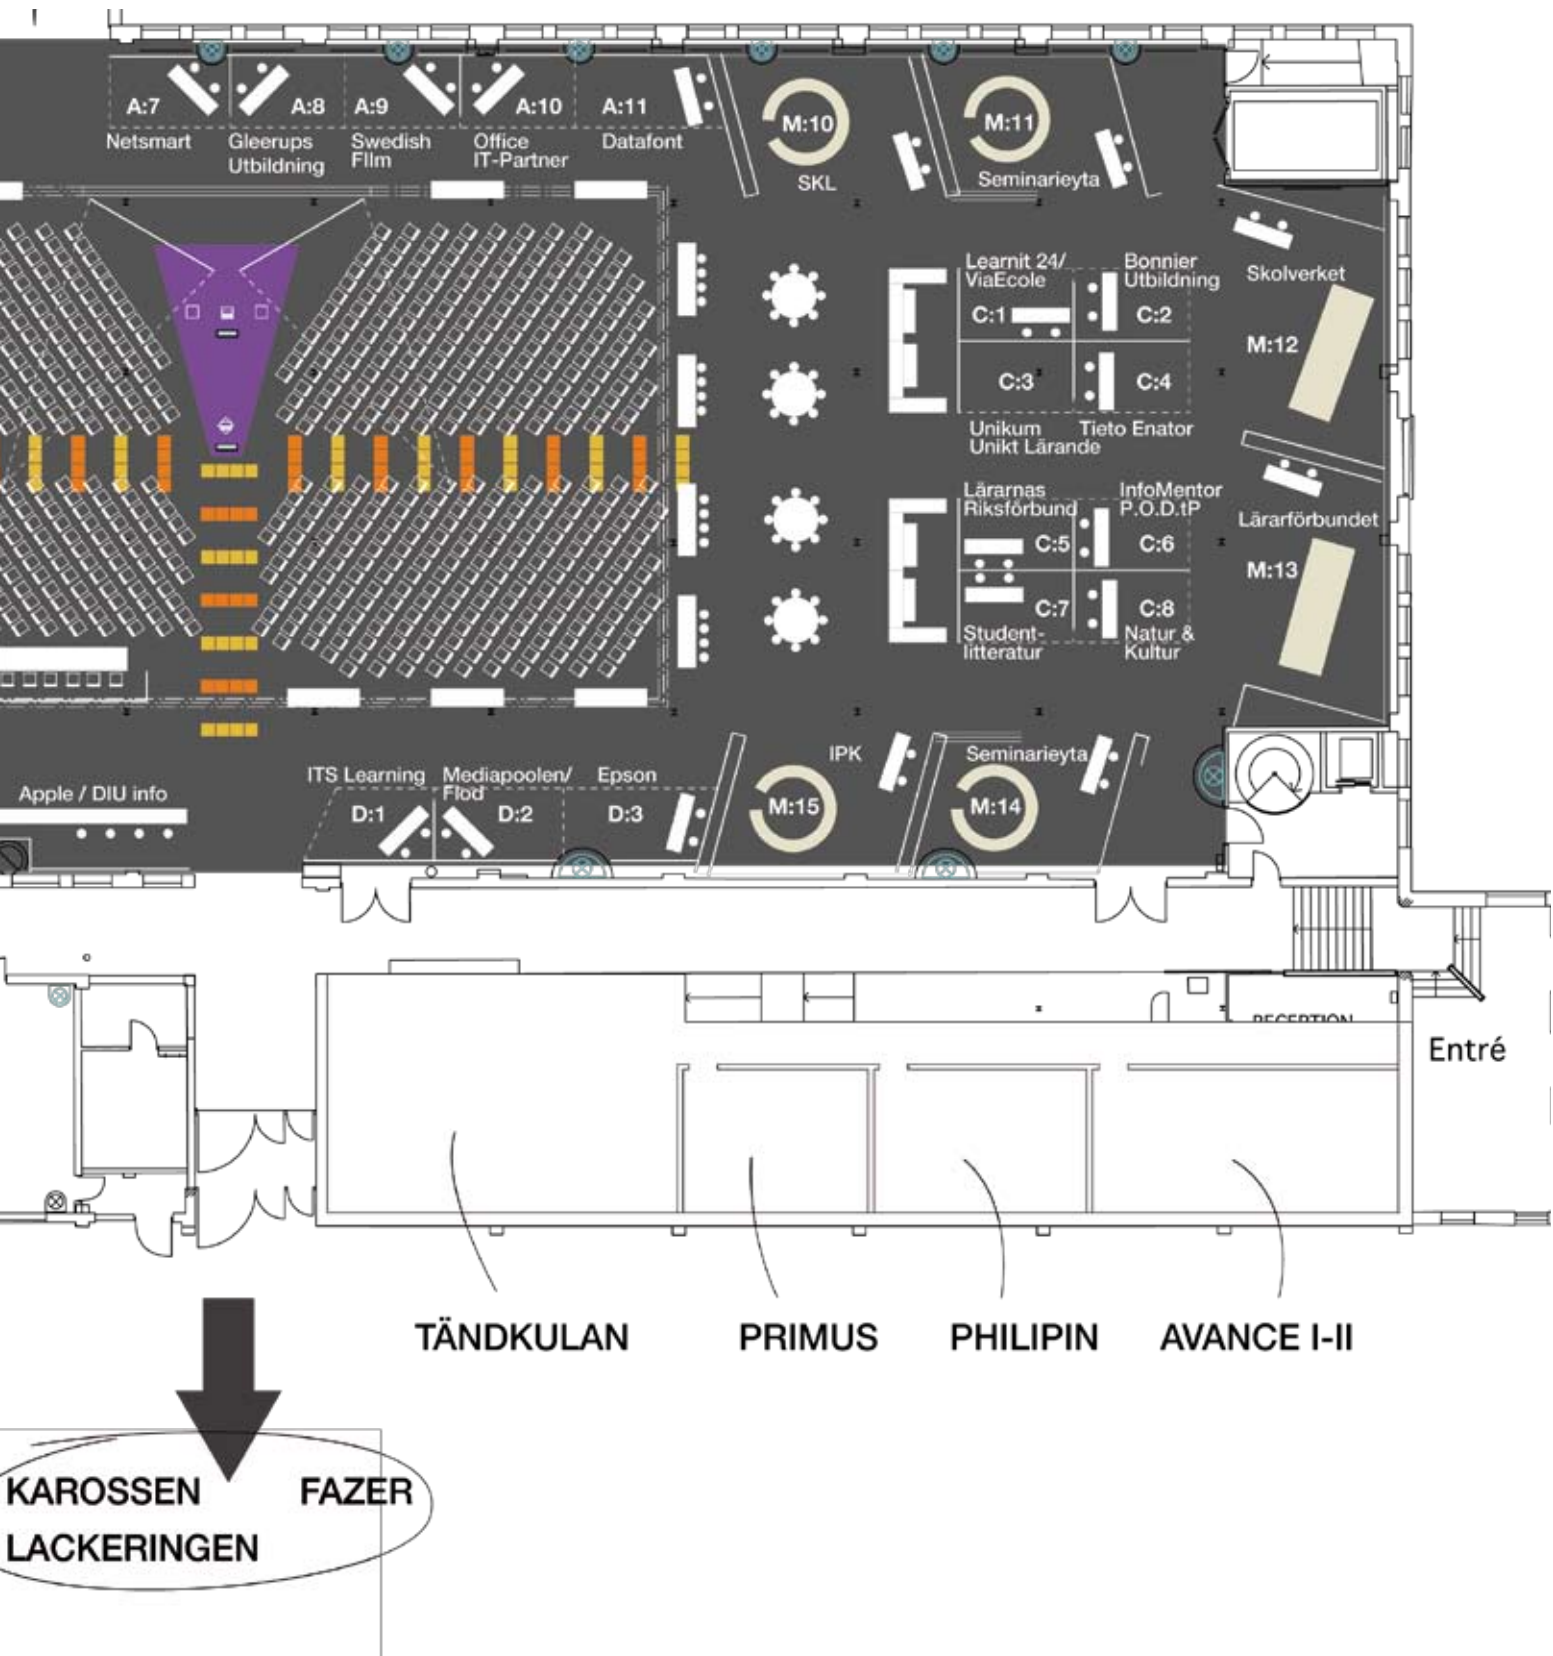 A:7
A:8
A:9
A:10
A:11
M:10
M:11
Netsmart
Gleerups
Utbildning
Swedish
FIlm
Office
IT-Partner
Datafont
SKL
Seminarieyta
Learnit 24/
ViaEcole
Bonnier
Utbildning
C:1
C:2
C:3
C:4
Unikum
Unikt Lärande
Tieto Enator
Skolverket
M:12
Lärarnas
Riksförbund
InfoMentor
P.O.D.tP
C:5
C:6
C:7
C:8
Student-
litteratur
Natur &
Kultur
Lärarförbundet
M:13
Apple / DIU info
ITS Learning
Mediapoolen/
Flod
Epson
D:1
D:2
D:3
IPK
M:15
Seminarieyta
M:14
RECEPTION
Entré
TÄNDKULAN
PRIMUS
PHILIPIN
AVANCE I-II
KAROSSEN
FAZER
LACKERINGEN